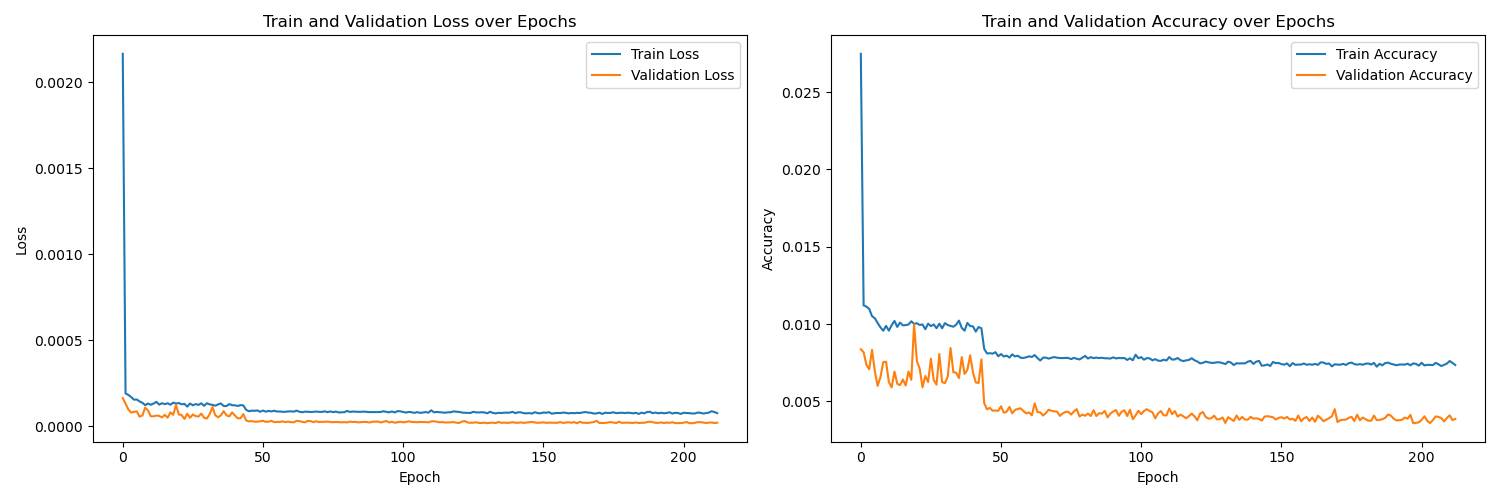 Train and Validation Loss over Epochs
Train Loss
Validation Loss
0.0020
0.0015
0.0010
0.0005
0.0000
Loss
0 50 100 150 200
Epoch
Train and Validation Accuracy over Epochs
Train Accuracy
Validation Accuracy
0.025
0.020
0.015
0.010
0.005
Accuracy
0 50 100 150 200
Epoch